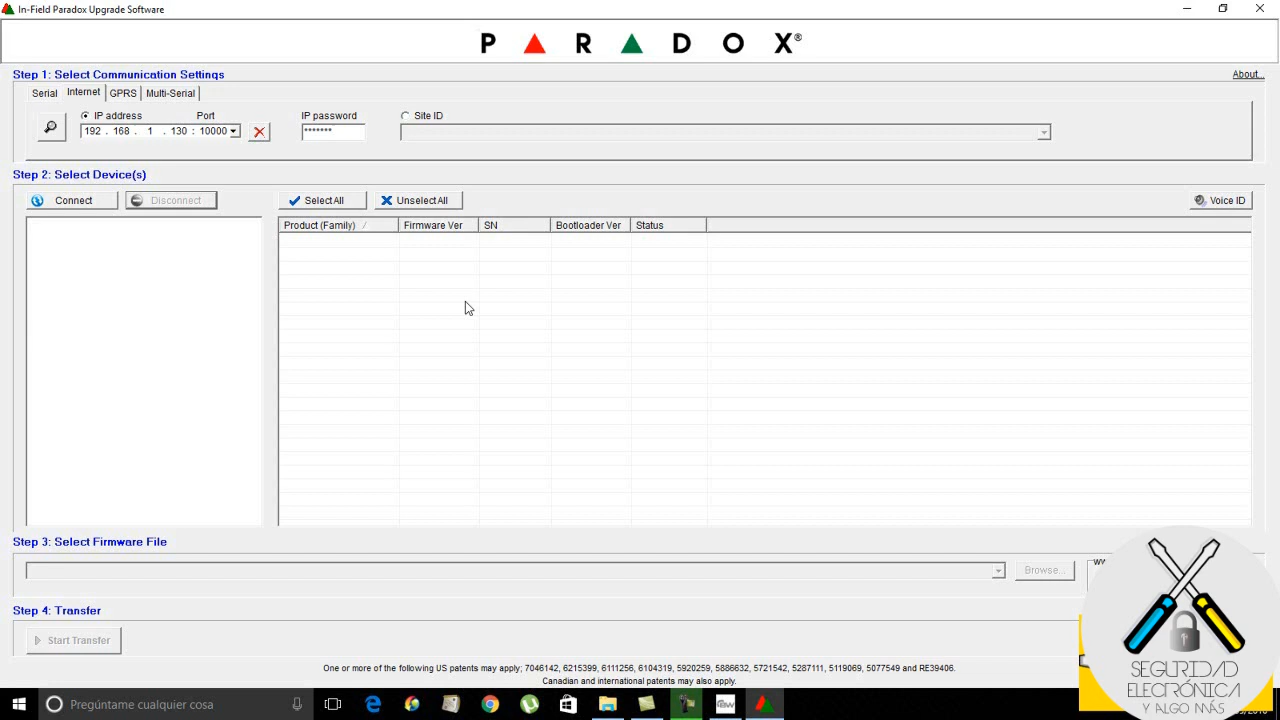 In-Field Paradox Upgrade Software
PARADOX®
Step 1: Select Communication Settings
About...
Serial Internet GPRS Multi-Serial
IP address Port IP password Site ID
192 . 168 . 1 . 130 : 10000 *******
Step 2: Select Device(s)
Connect Disconnect Select All Unselect All Voice ID
Product (Family) Firmware Ver SN Bootloader Ver Status
Step 3: Select Firmware File
Browse...
Step 4: Transfer
Start Transfer
One or more of the following US patents may apply; 7046142, 6215399, 6111256, 6104319, 5920259, 5886632, 5721542, 5287111, 5119069, 5077549 and RE39406.
Canadian and international patents may also apply.
SEGURIDAD
ELECTRÓNICA
Y ALGO MÁS
Pregúntame cualquier cosa